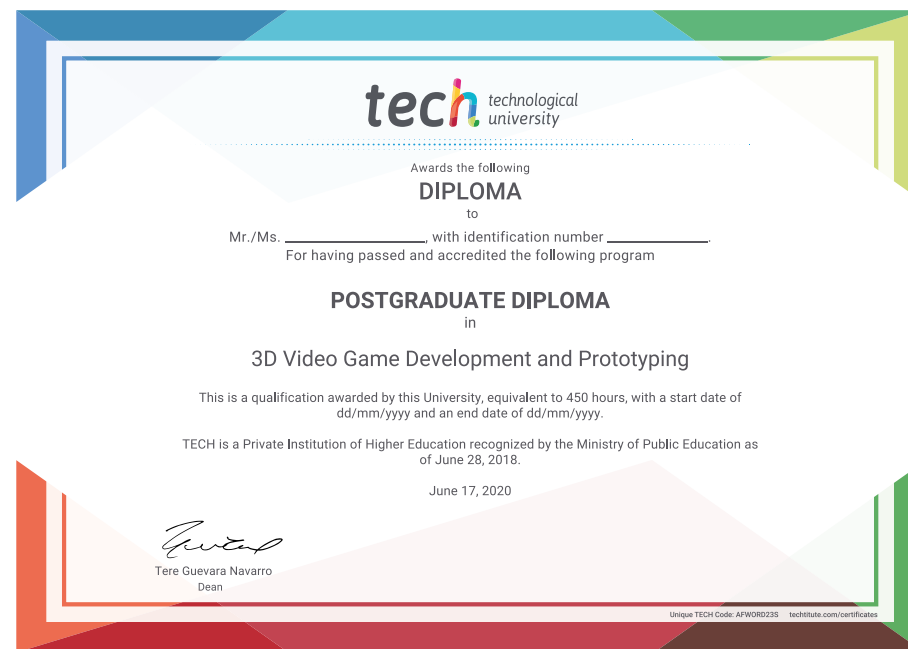 tech technological
university
Awards the following
DIPLOMA
to
Mr./Ms. ____________________, with identification number ______________.
For having passed and accredited the following program
POSTGRADUATE DIPLOMA
in
3D Video Game Development and Prototyping
This is a qualification awarded by this University, equivalent to 450 hours, with a start date of
dd/mm/yyyy and an end date of dd/mm/yyyy.
TECH is a Private Institution of Higher Education recognized by the Ministry of Public Education as
of June 28, 2018.
June 17, 2020
Tere Guevara Navarro
Dean
Unique TECH Code: AFWORD23S techtitute.com/certificates